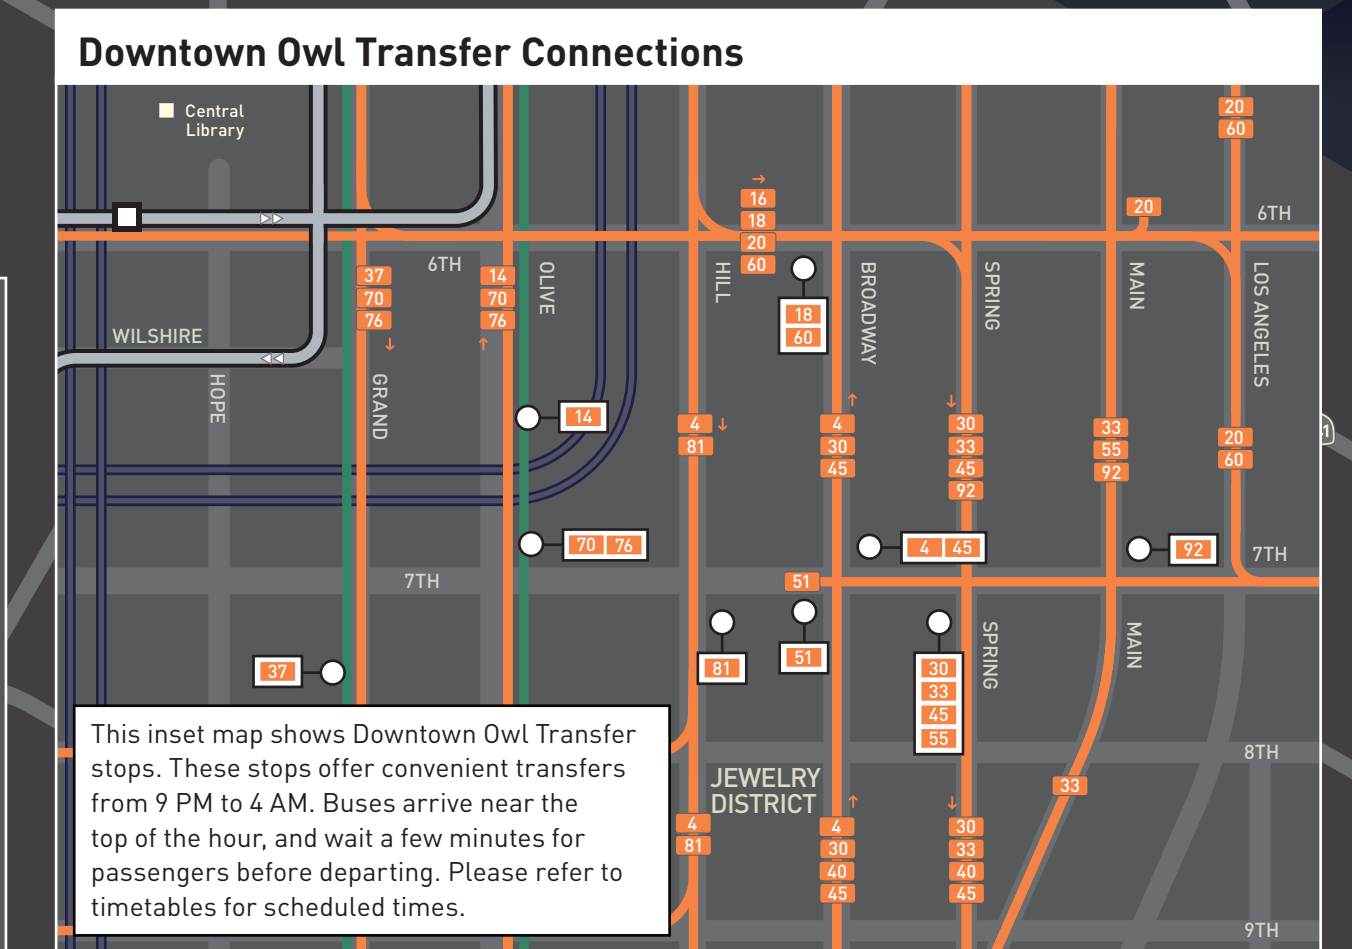 Downtown Owl Transfer Connections
Central
Library
20
60
16
18
20
60
20
6TH
6TH
37
70
76
14
70
76
OLIVE
HILL
18
60
BROADWAY
SPRING
MAIN
LOS ANGELES
WILSHIRE
HOPE
GRAND
14
4
81
4
30
45
30
33
45
92
33
55
92
20
60
70 76
4 45
92
7TH
7TH
51
37
81
51
30
33
45
55
SPRING
MAIN
This inset map shows Downtown Owl Transfer
stops. These stops offer convenient transfers
from 9 PM to 4 AM. Buses arrive near the
top of the hour, and wait a few minutes for
passengers before departing. Please refer to
timetables for scheduled times.
JEWELRY
DISTRICT
8TH
33
4
81
4
30
40
45
30
33
40
45
9TH